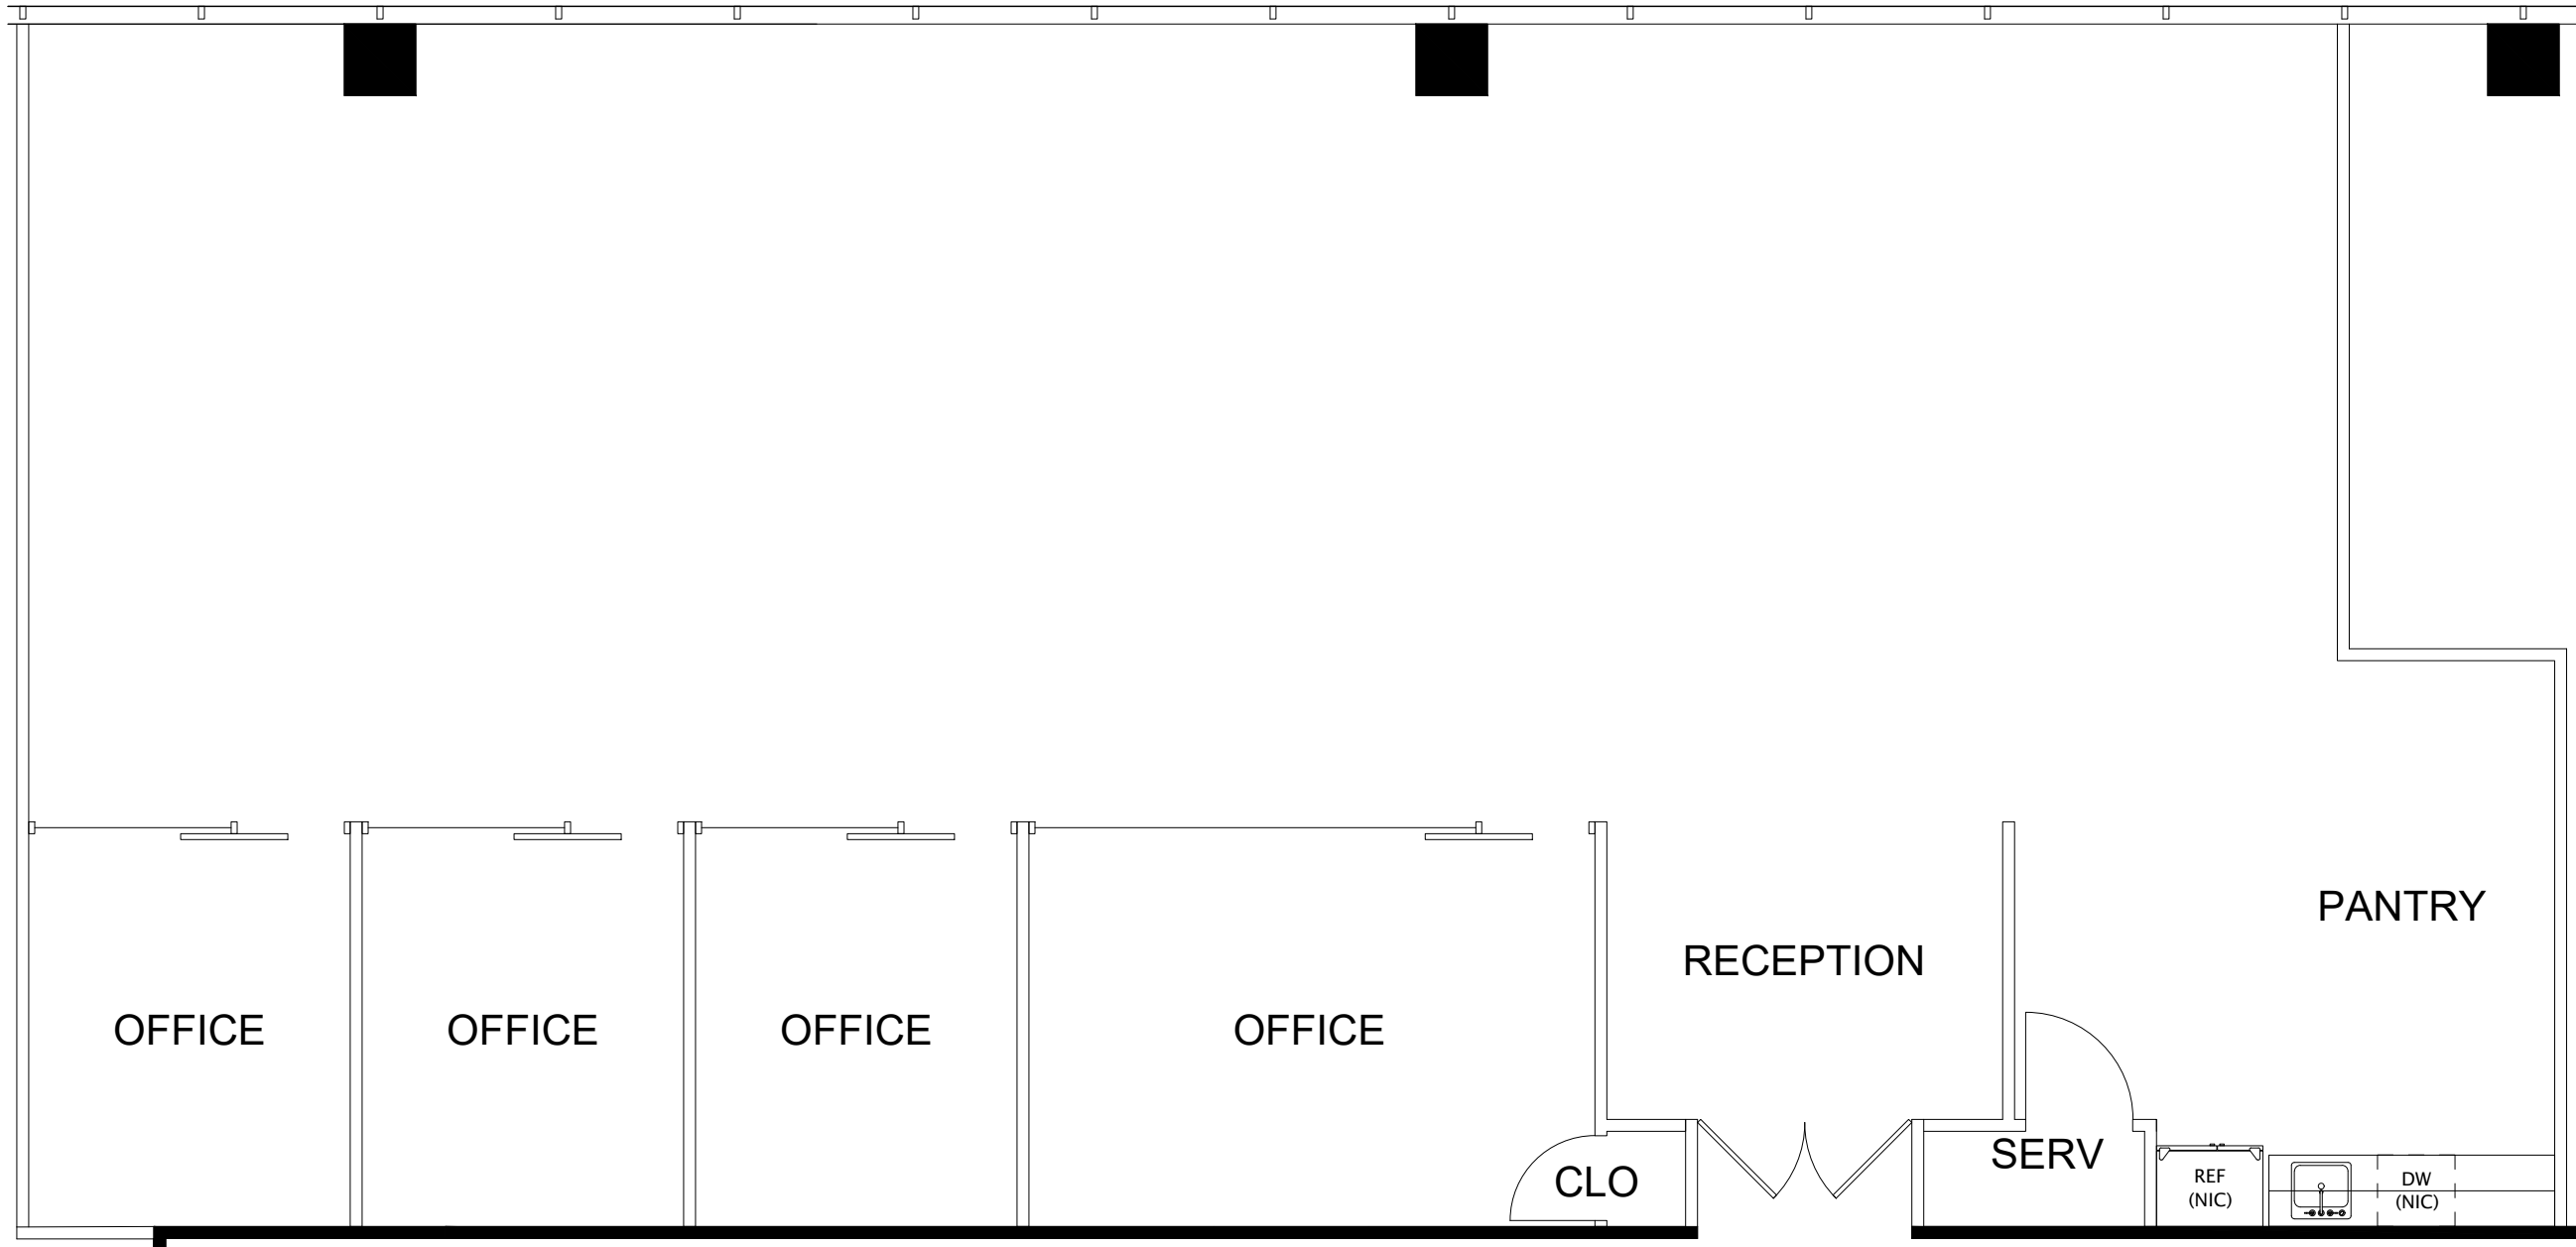 PANTRY
RECEPTION
OFFICE
OFFICE
OFFICE
OFFICE
SERV
CLO
REF
(NIC)
DW
(NIC)